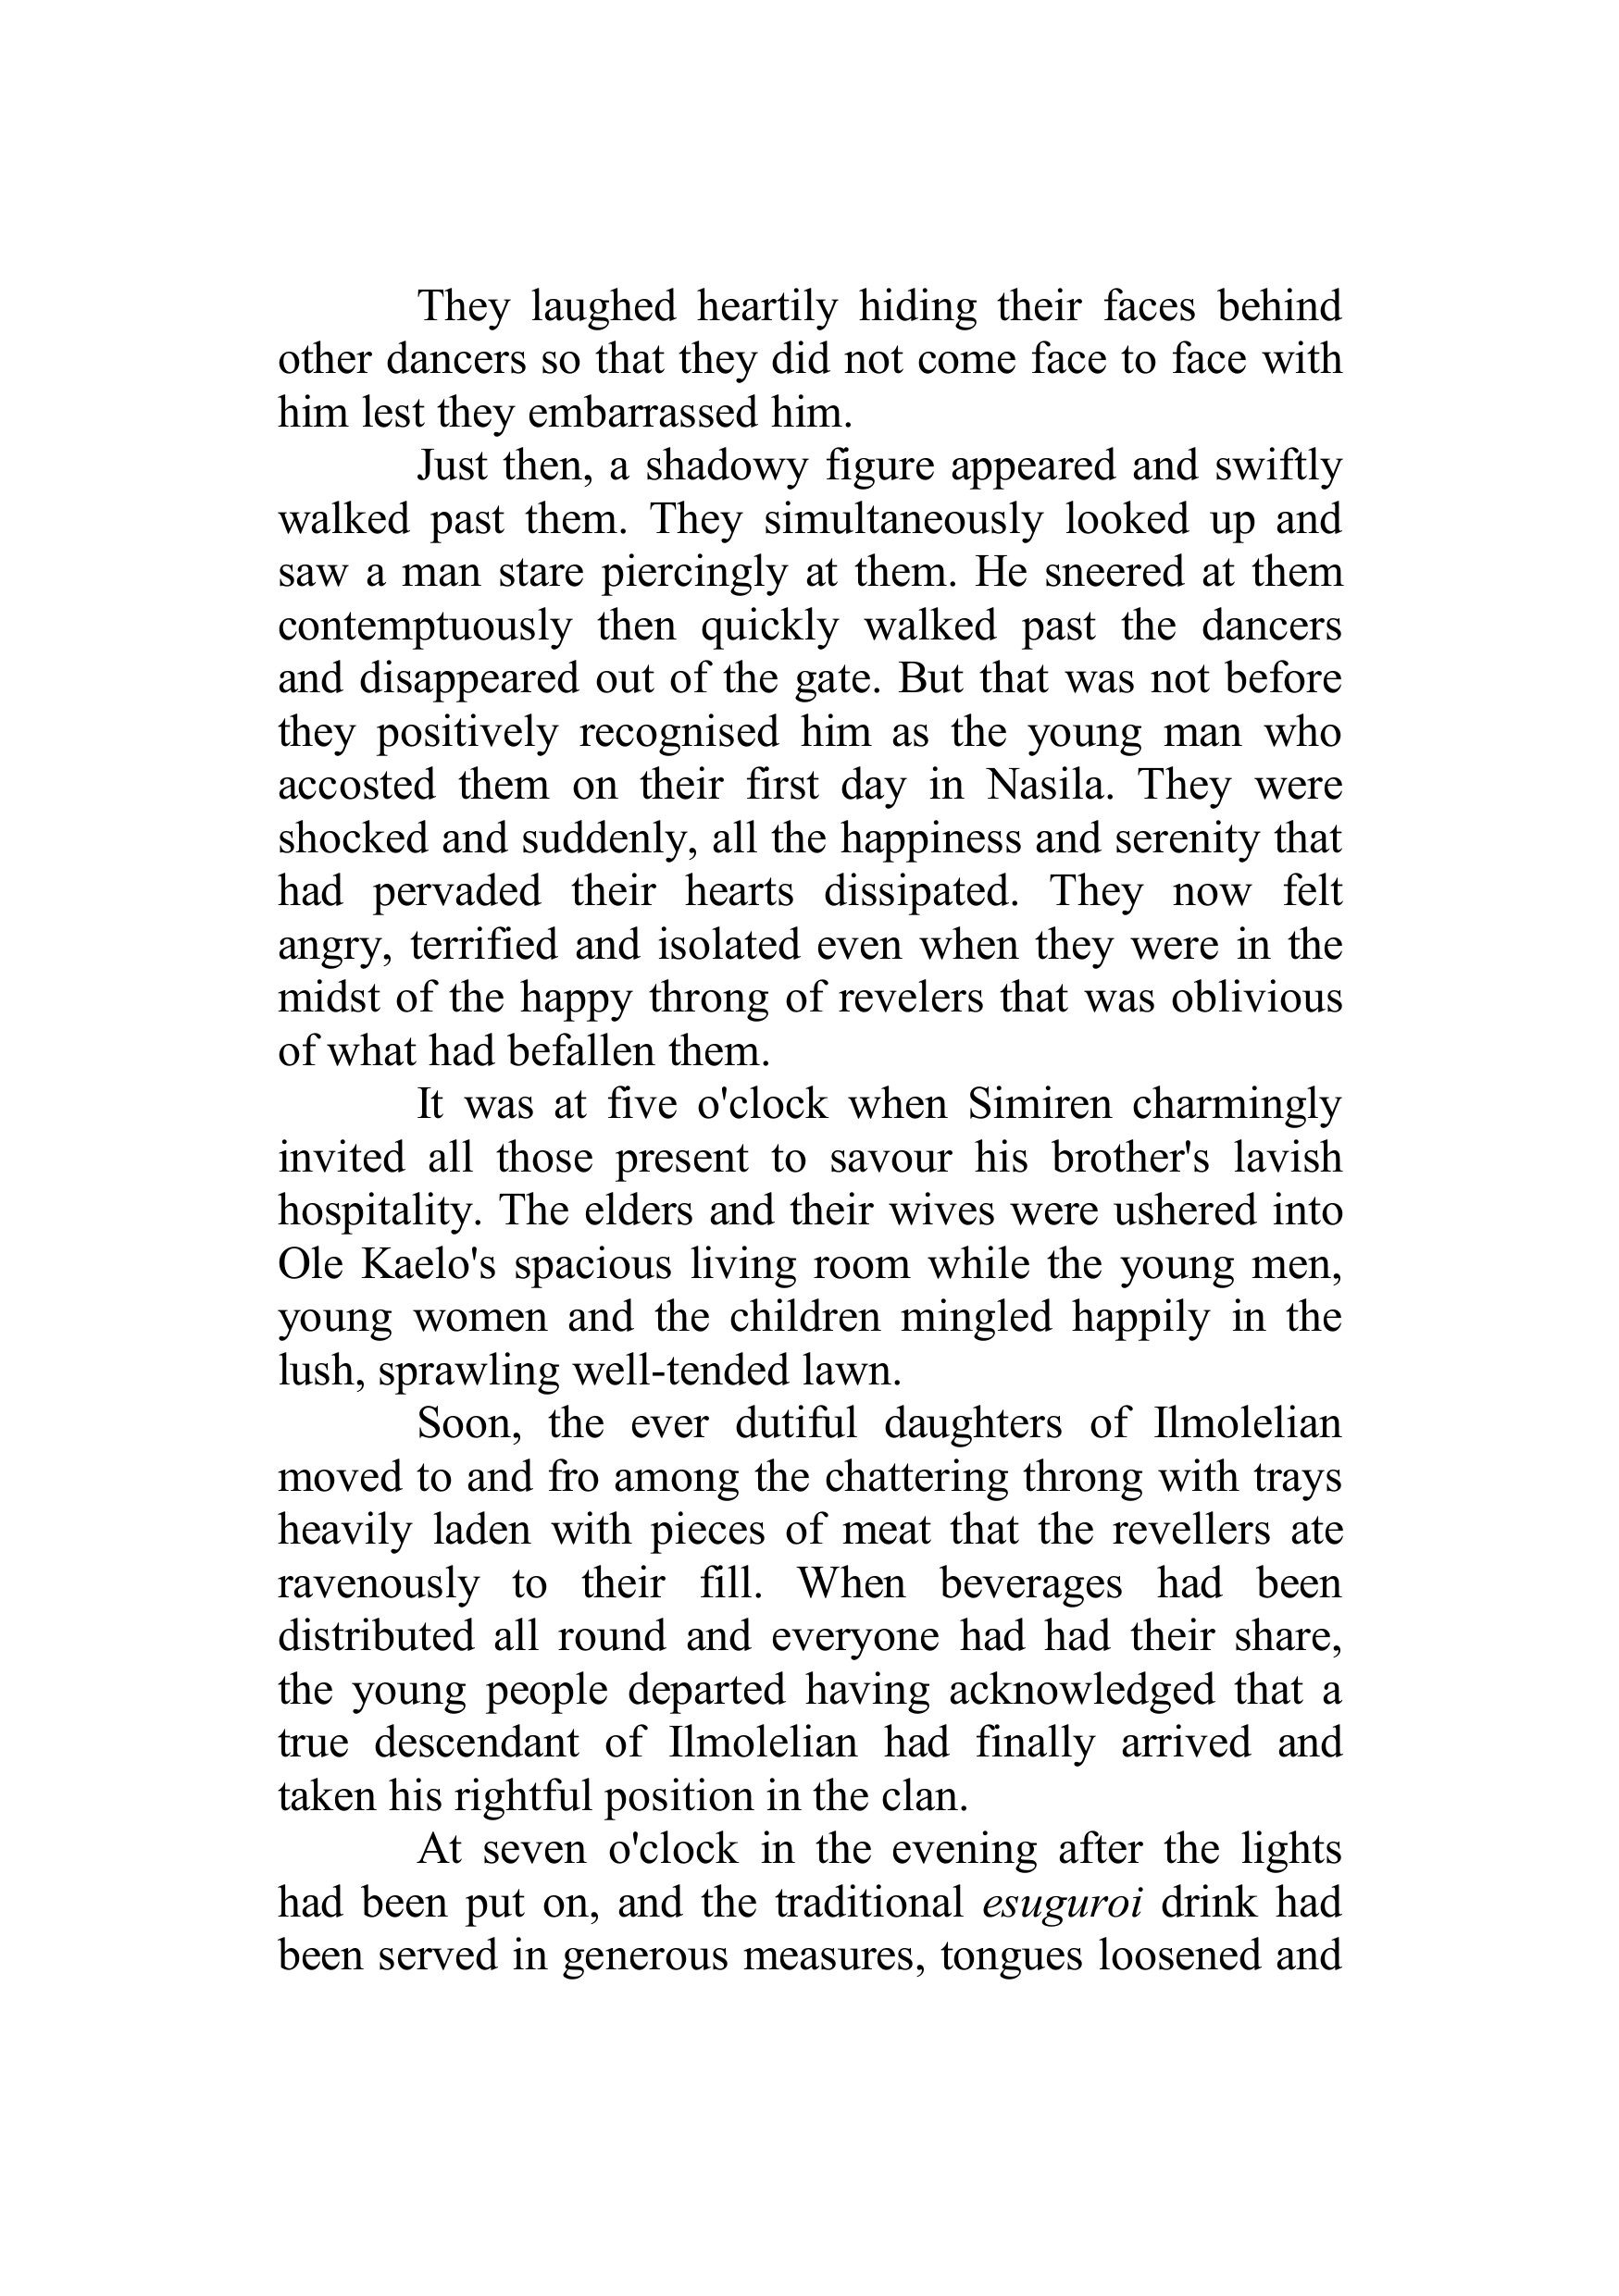 They laughed heartily hiding their faces behind
other dancers so that they did not come face to face with
him lest they embarrassed him.
Just then, a shadowy figure appeared and swiftly
walked past them. They simultaneously looked up and
saw a man stare piercingly at them. He sneered at them
contemptuously then quickly walked past the dancers
and disappeared out of the gate. But that was not before
they positively recognised him as the young man who
accosted them on their first day in Nasila. They were
shocked and suddenly, all the happiness and serenity that
had pervaded their hearts dissipated. They now felt
angry, terrified and isolated even when they were in the
midst of the happy throng of revelers that was oblivious
of what had befallen them.
It was at five o'clock when Simiren charmingly
invited all those present to savour his brother's lavish
hospitality. The elders and their wives were ushered into
Ole Kaelo's spacious living room while the young men,
young women and the children mingled happily in the
lush, sprawling well-tended lawn.
Soon, the ever dutiful daughters of Ilmolelian
moved to and fro among the chattering throng with trays
heavily laden with pieces of meat that the revellers ate
ravenously to their fill. When beverages had been
distributed all round and everyone had had their share,
the young people departed having acknowledged that a
true descendant of Ilmolelian had finally arrived and
taken his rightful position in the clan.
At seven o'clock in the evening after the lights
had been put on, and the traditional esuguroi drink had
been served in generous measures, tongues loosened and